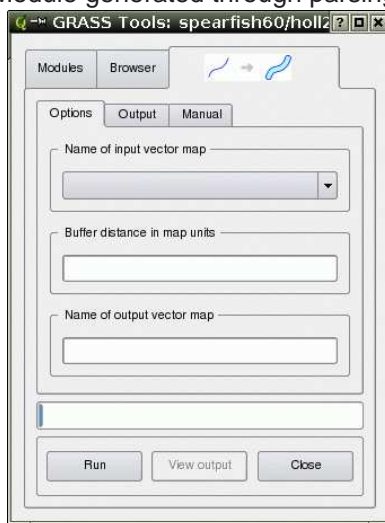 Module generated through parsing
GRASS Tools: spearfish60/holl2
Modules Browser
Options Output Manual
Name of input vector map
Buffer distance in map units
Name of output vector map
Run View output Close